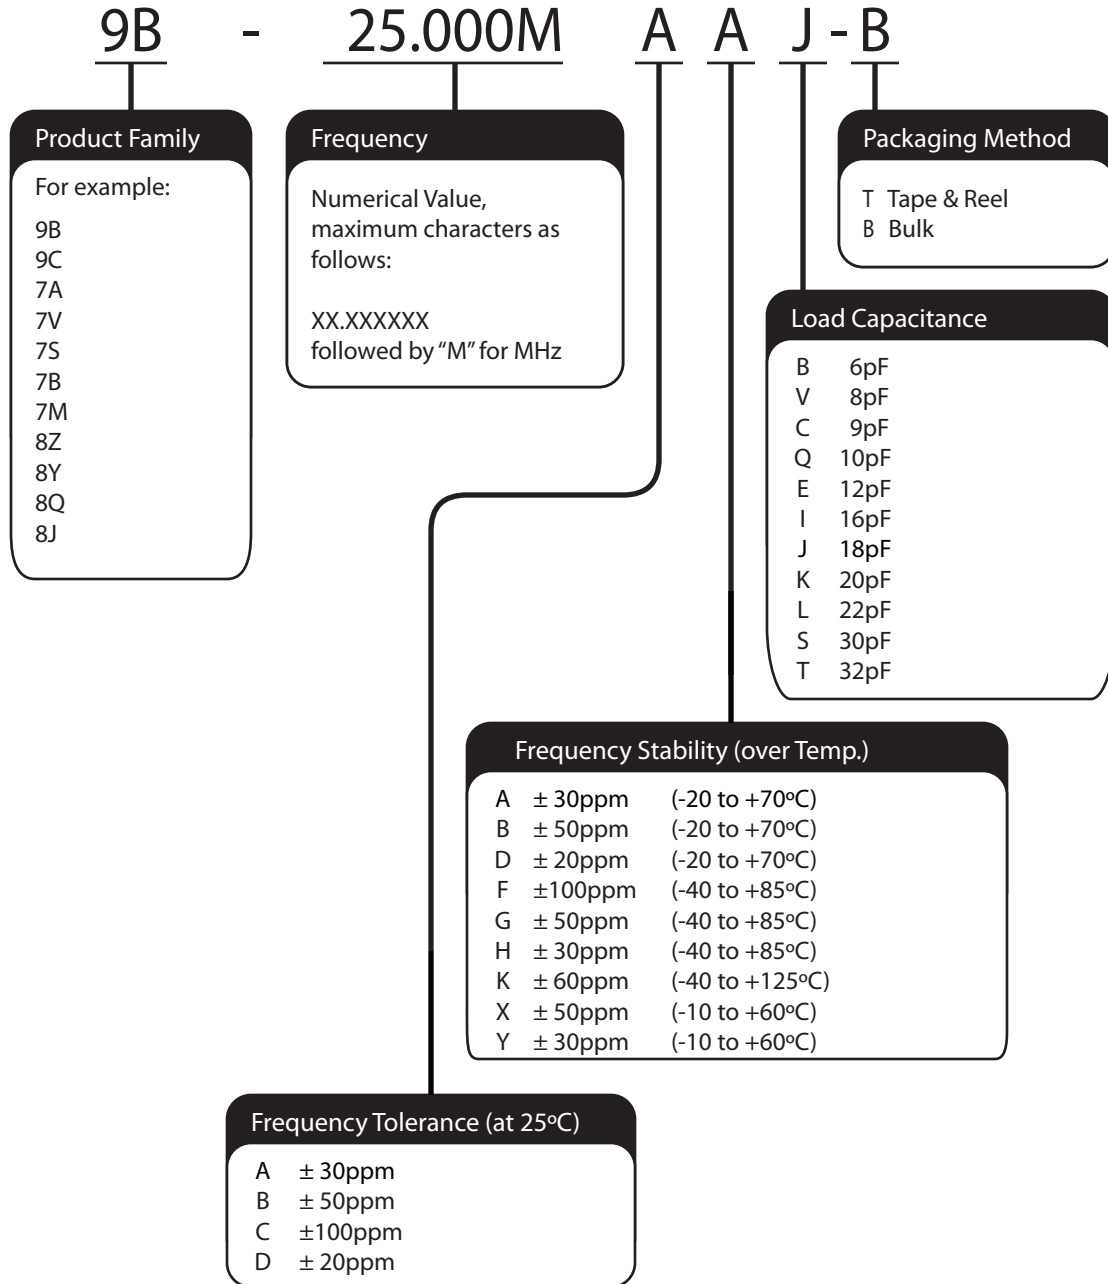 9B - 25.000M A A J - B
Product Family
For example:
9B
9C
7A
7V
7S
7B
7M
8Z
8Y
8Q
8J
Frequency
Numerical Value,
maximum characters as
follows:
XX.XXXXXX
followed by “M” for MHz
Packaging Method
T Tape & Reel
B Bulk
Load Capacitance
B 6pF
V 8pF
C 9pF
Q 10pF
E 12pF
I 16pF
J 18pF
K 20pF
L 22pF
S 30pF
T 32pF
Frequency Stability (over Temp.)
A ± 30ppm (-20 to +70ºC)
B ± 50ppm (-20 to +70ºC)
D ± 20ppm (-20 to +70ºC)
F ±100ppm (-40 to +85ºC)
G ± 50ppm (-40 to +85ºC)
H ± 30ppm (-40 to +85ºC)
K ± 60ppm (-40 to +125ºC)
X ± 50ppm (-10 to +60ºC)
Y ± 30ppm (-10 to +60ºC)
Frequency Tolerance (at 25ºC)
A ± 30ppm
B ± 50ppm
C ±100ppm
D ± 20ppm